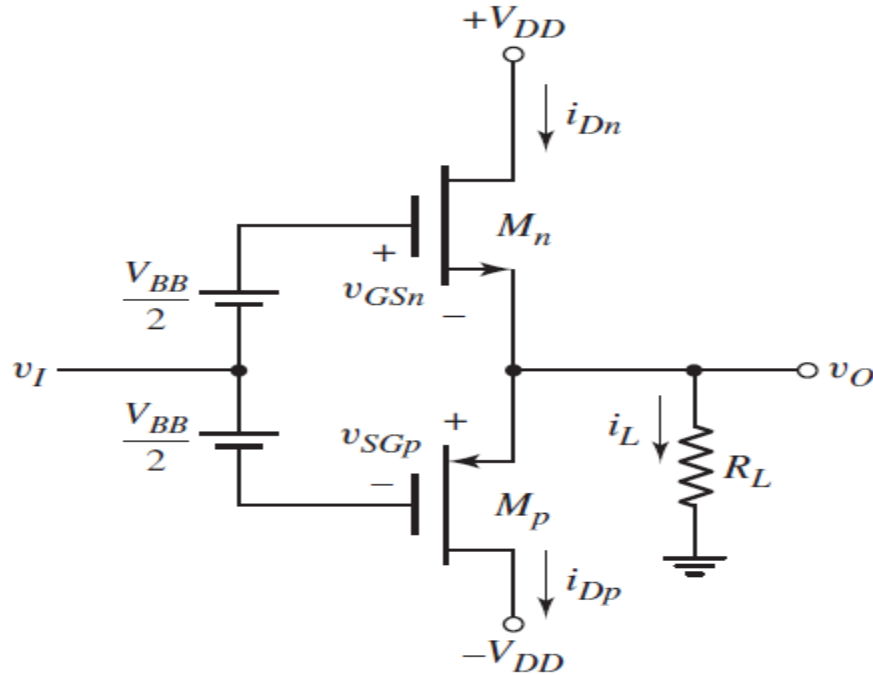 +V_DD
i_Dn
M_n
+
v_GSn
−
V_BB
2
v_I
v_O
V_BB
2
v_SGp
+
−
i_L
R_L
M_p
i_Dp
−V_DD